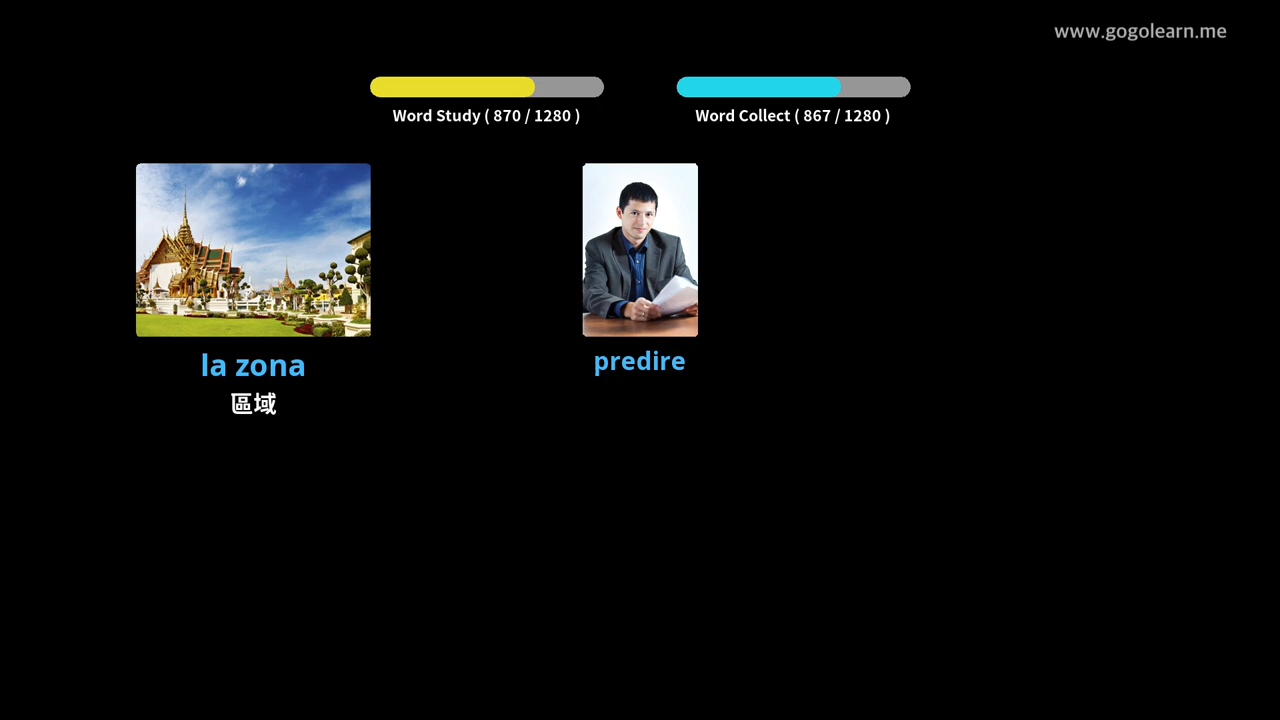 www.gogolearn.me
Word Study ( 870 / 1280 )
Word Collect ( 867 / 1280 )
la zona
區域
predire